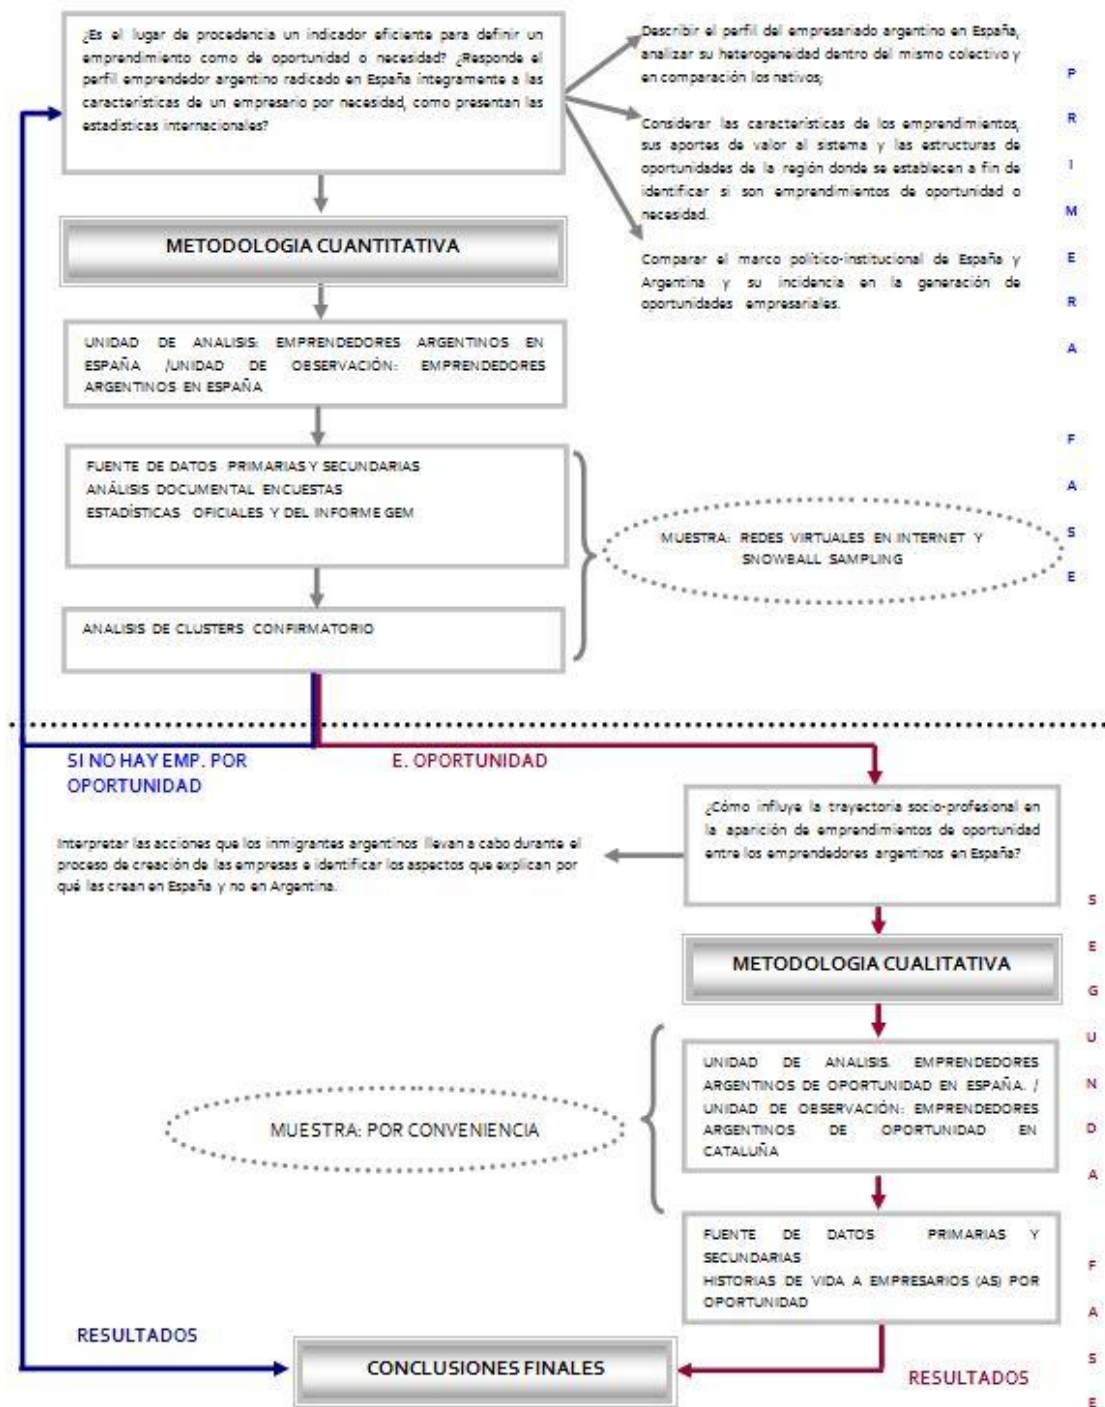 ¿Es el lugar de procedencia un indicador eficiente para definir un
emprendimiento como de oportunidad o necesidad? ¿Responde el
perfil emprendedor argentino radicado en España íntegramente a las
características de un empresario por necesidad, como presentan las
estadísticas internacionales?
Describir el perfil del empresariado argentino en España,
analizar su heterogeneidad dentro del mismo colectivo y
en comparación los nativos;
Considerar las características de los emprendimientos,
sus aportes de valor al sistema y las estructuras de
oportunidades de la región donde se establecen a fin de
identificar si son emprendimientos de oportunidad o
necesidad.
Comparar el marco político-institucional de España y
Argentina y su incidencia en la generación de
oportunidades empresariales.
PRIMERA FASE
METODOLOGIA CUANTITATIVA
UNIDAD DE ANALISIS: EMPRENDEDORES ARGENTINOS EN
ESPAÑA /UNIDAD DE OBSERVACIÓN: EMPRENDEDORES
ARGENTINOS EN ESPAÑA
FUENTE DE DATOS PRIMARIAS Y SECUNDARIAS
ANÁLISIS DOCUMENTAL ENCUESTAS
ESTADÍSTICAS OFICIALES Y DEL INFORME GEM
MUESTRA: REDES VIRTUALES EN INTERNET Y
SNOWBALL SAMPLING
ANALISIS DE CLUSTERS CONFIRMATORIO
SI NO HAY EMP. POR
OPORTUNIDAD
E. OPORTUNIDAD
¿Cómo influye la trayectoria socio-profesional en
la aparición de emprendimientos de oportunidad
entre los emprendedores argentinos en España?
Interpretar las acciones que los inmigrantes argentinos llevan a cabo durante el
proceso de creación de las empresas e identificar los aspectos que explican por
qué las crean en España y no en Argentina.
SEGUNDA FASE
METODOLOGIA CUALITATIVA
UNIDAD DE ANALISIS. EMPRENDEDORES
ARGENTINOS DE OPORTUNIDAD EN ESPAÑA. /
UNIDAD DE OBSERVACIÓN: EMPRENDEDORES
ARGENTINOS DE OPORTUNIDAD EN
CATALUÑA
MUESTRA: POR CONVENIENCIA
FUENTE DE DATOS PRIMARIAS Y
SECUNDARIAS
HISTORIAS DE VIDA A EMPRESARIOS (AS) POR
OPORTUNIDAD
RESULTADOS
CONCLUSIONES FINALES
RESULTADOS